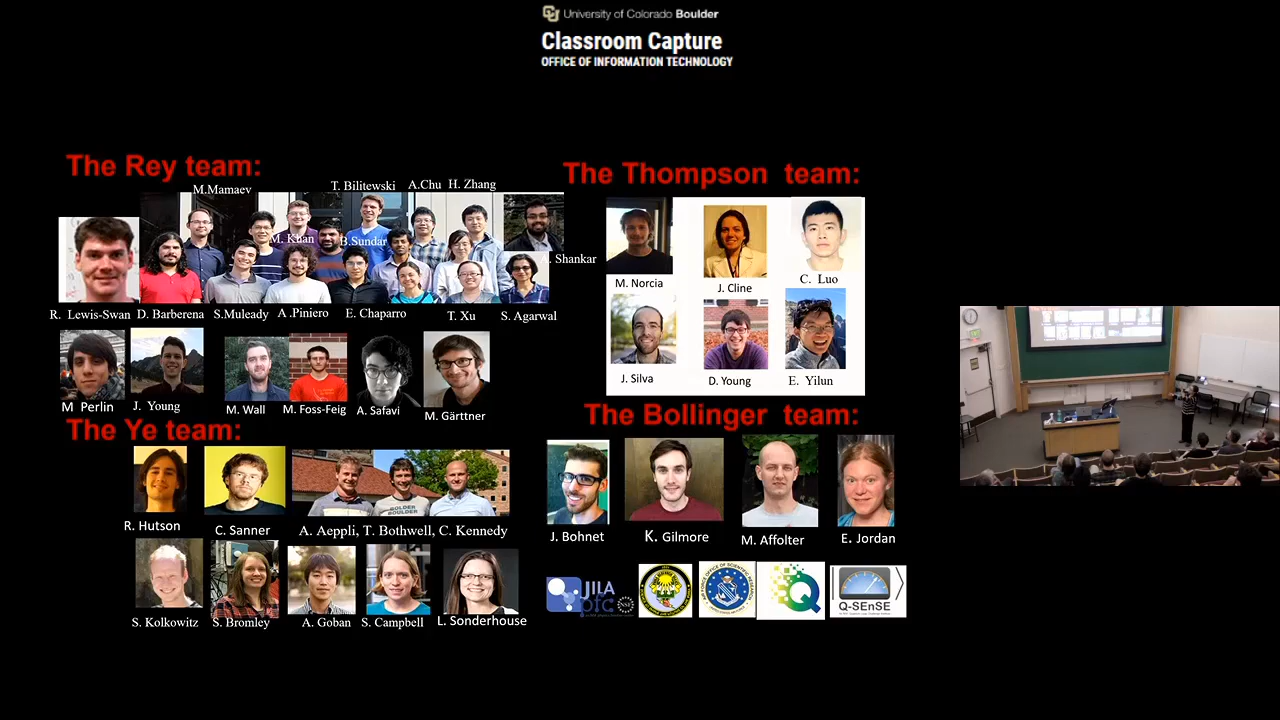 University of Colorado Boulder
Classroom Capture
OFFICE OF INFORMATION TECHNOLOGY
The Rey team:
M.Mamaev
T. Bilitewski
A.Chu H. Zhang
M. Khan
B.Sundar
Shankar
R. Lewis-Swan D. Barberena S.Muleady A .Piniero E. Chaparro T. Xu S. Agarwal
M Perlin J. Young M. Wall M. Foss-Feig A. Safavi M. Gärttner
The Thompson team:
M. Norcia J. Cline C. Luo
J. Silva D. Young E. Yilun
The Ye team:
R. Hutson C. Sanner A. Aeppli, T. Bothwell, C. Kennedy
S. Kolkowitz S. Bromley A. Goban S. Campbell L. Sonderhouse
The Bollinger team:
J. Bohnet K. Gilmore M. Affolter E. Jordan
JILA
pfc
NSF
Q-SEnSE